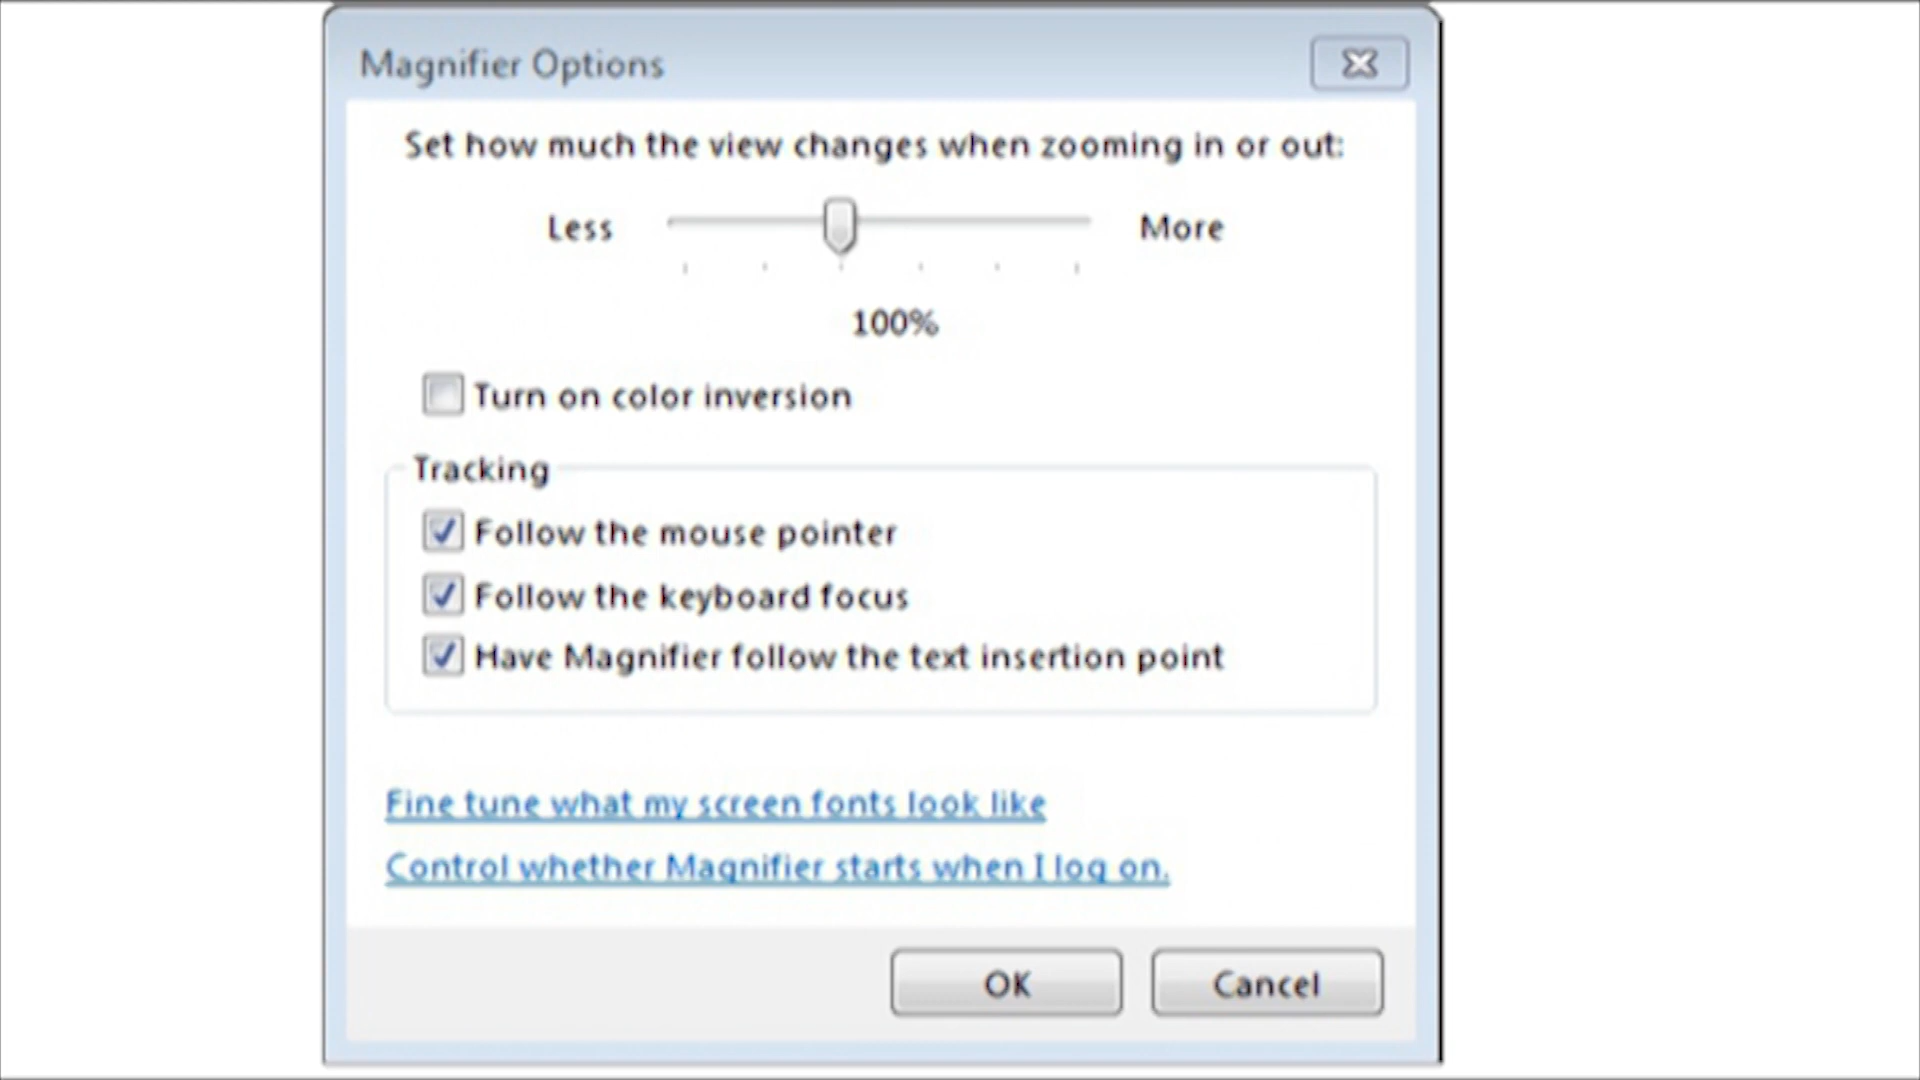 Magnifier Options
Set how much the view changes when zooming in or out:
Less More
100%
Turn on color inversion
Tracking
Follow the mouse pointer
Follow the keyboard focus
Have Magnifier follow the text insertion point
Fine tune what my screen fonts look like
Control whether Magnifier starts when I log on.
OK Cancel